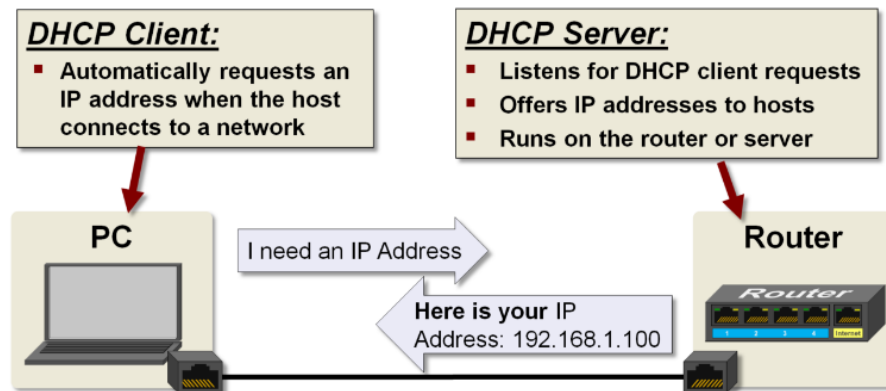 DHCP Client:
▪ Automatically requests an
IP address when the host
connects to a network
DHCP Server:
▪ Listens for DHCP client requests
▪ Offers IP addresses to hosts
▪ Runs on the router or server
PC
I need an IP Address
Here is your IP
Address: 192.168.1.100
Router
Router
1 2 3 4 Internet